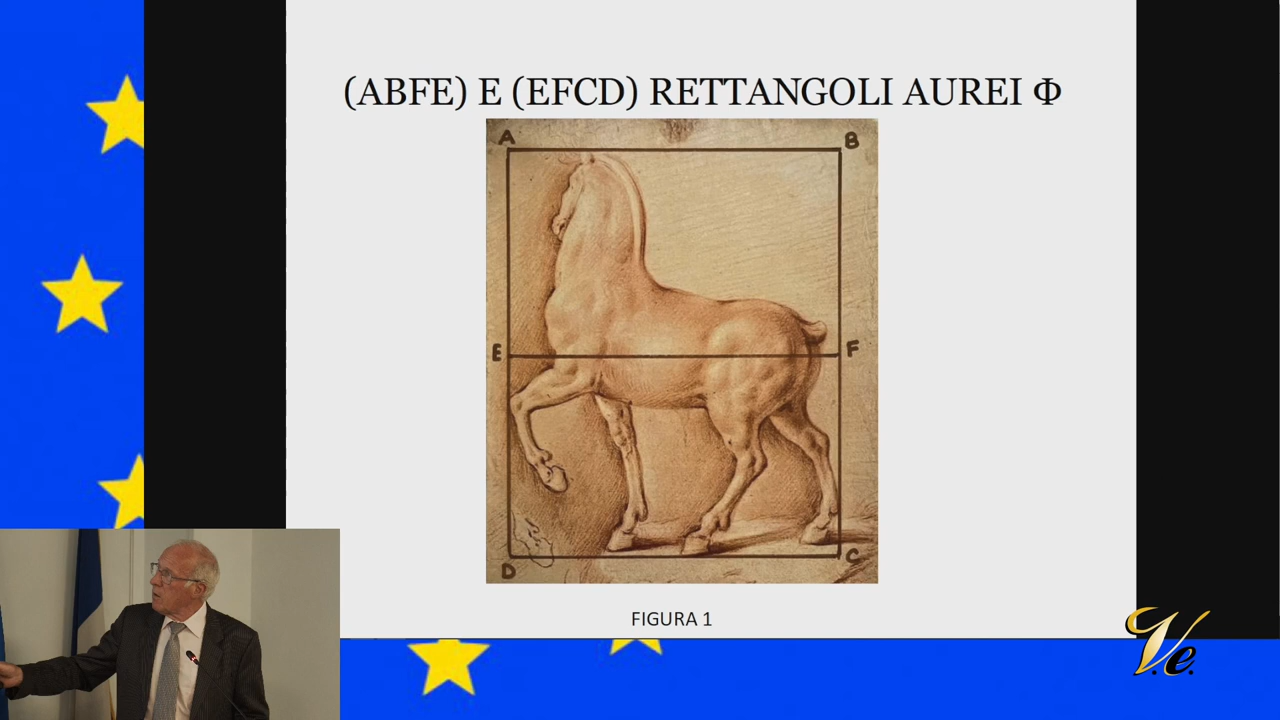 (ABFE) E (EFCD) RETTANGOLI AUREI Φ
A
B
E
F
D
C
FIGURA 1
V.e.